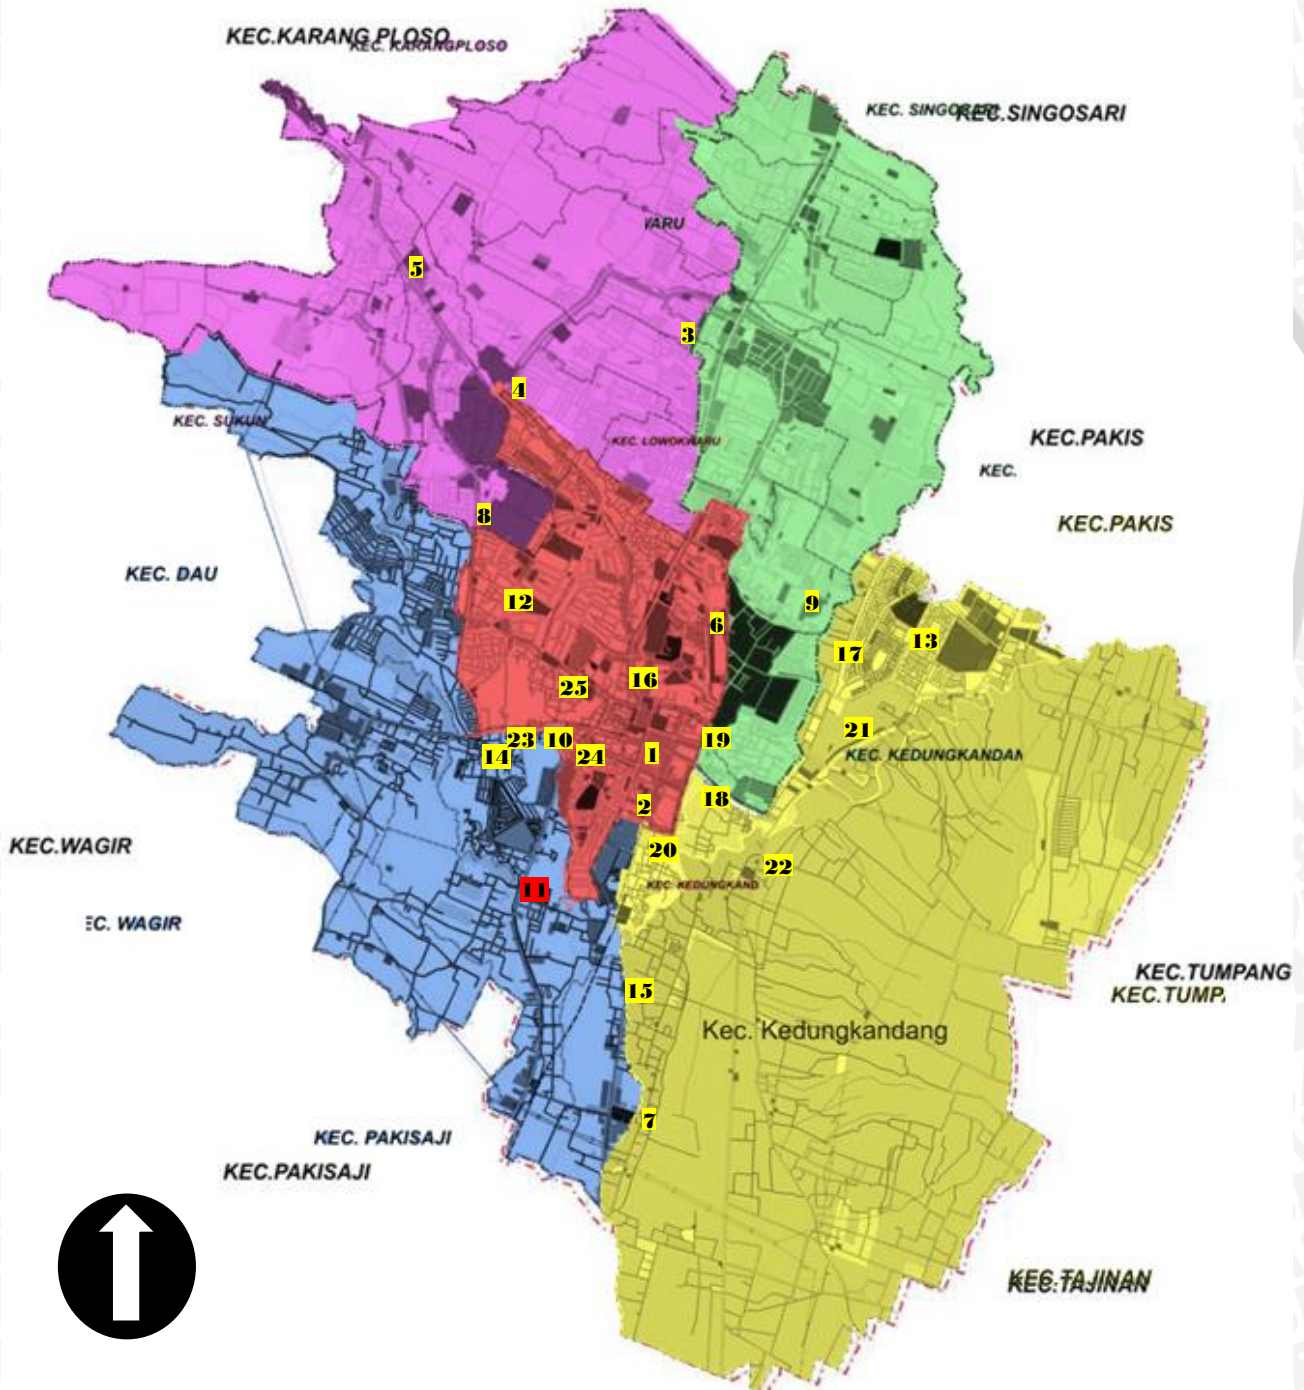 KEC.KARANG PLOSO
KEC. KARANGPLOSO
KEC. SINGOSARI
KEC.SINGOSARI
WARU
5
3
4
KEC. SUKUN
KEC. LOWOKWARU
KEC.PAKIS
KEC.
8
KEC.PAKIS
KEC. DAU
12
9
6
17
13
25
16
23
10
19
21
14
24
1
KEC. KEDUNGKANDAN
18
2
KEC.WAGIR
20
22
11
KEC. KEDUNGKAND
EC. WAGIR
15
KEC.TUMPANG
KEC.TUMP
Kec. Kedungkandang
7
KEC. PAKISAJI
KEC.PAKISAJI
KEC.TAJINAN
KEC.TAJINAN